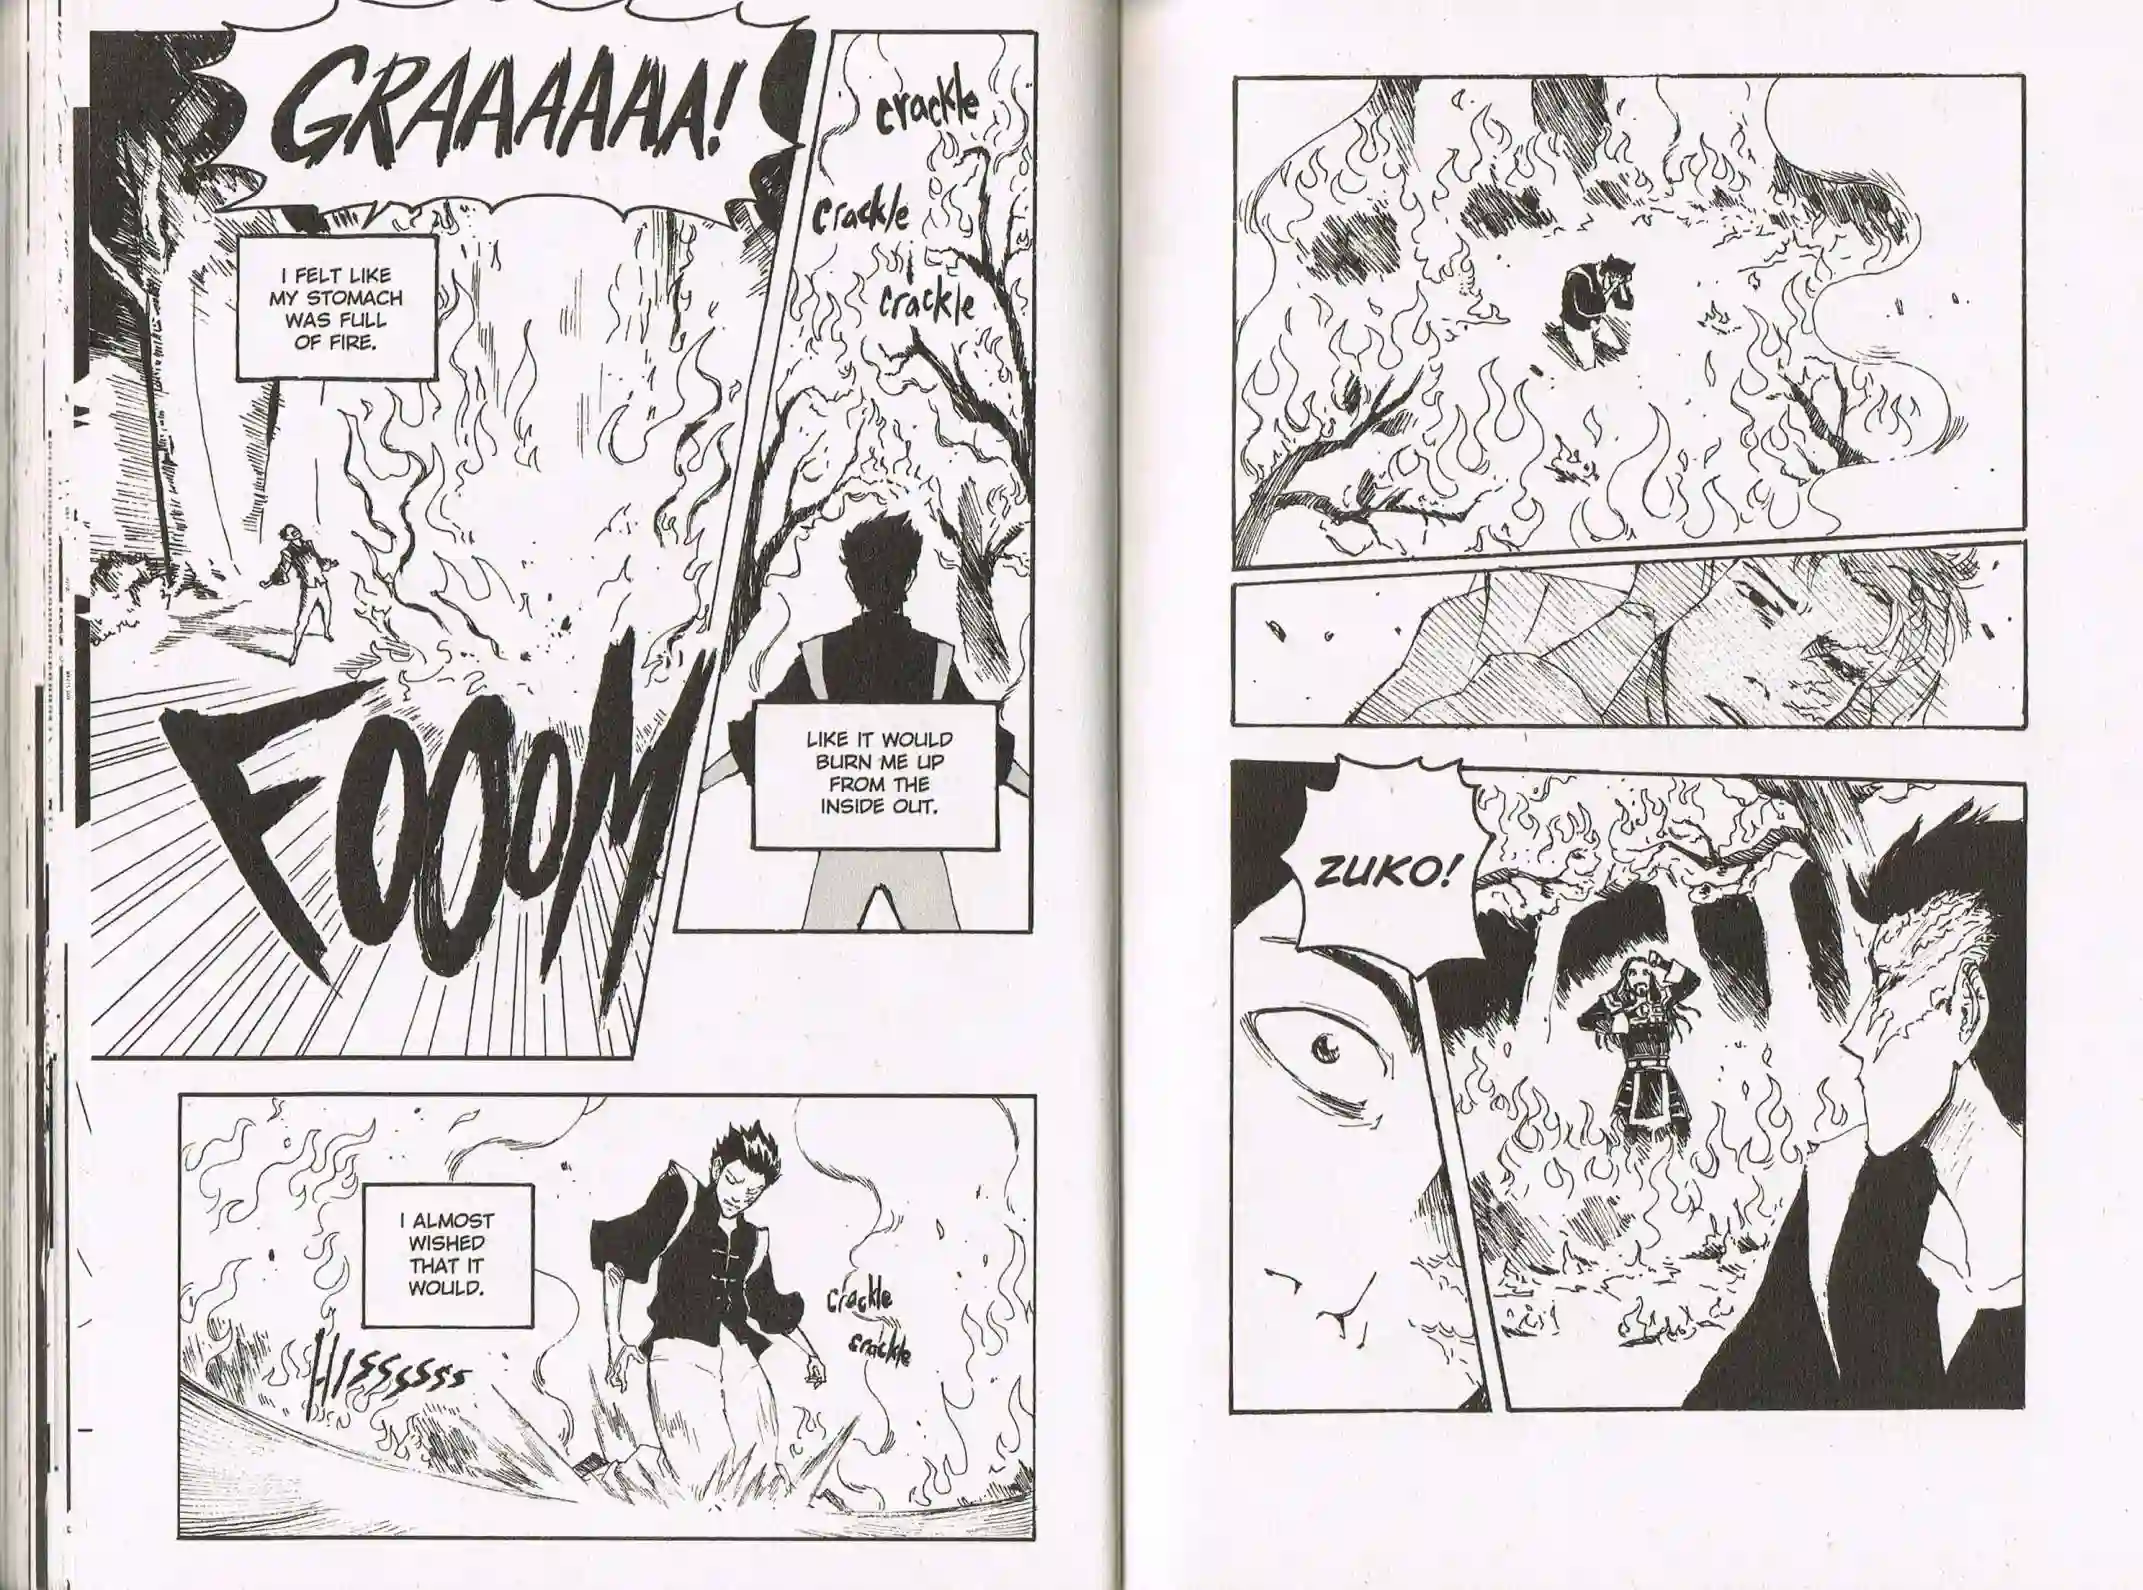 GRAAAAAA!
I FELT LIKE
MY STOMACH
WAS FULL
OF FIRE.
FOOOM
crackle
crackle
crackle
LIKE IT WOULD
BURN ME UP
FROM THE
INSIDE OUT.
I ALMOST
WISHED
THAT IT
WOULD.
HISSSSSS
crackle
crackle
ZUKO!